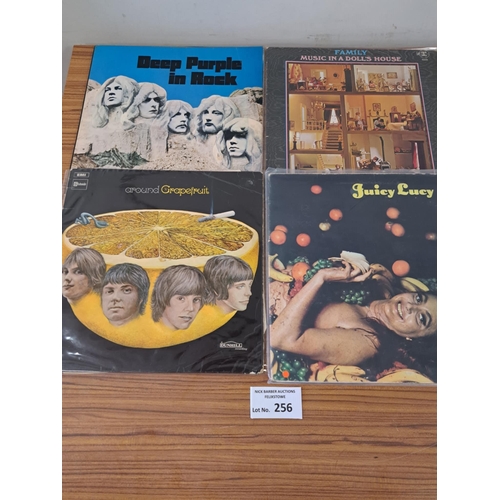 Deep Purple
in Rock
FAMILY
MUSIC IN A DOLL'S HOUSE
around Grapefruit
Juicy Lucy
DUNHILL
NICK BARBER AUCTIONS
FELIXSTOWE
Lot No. 256